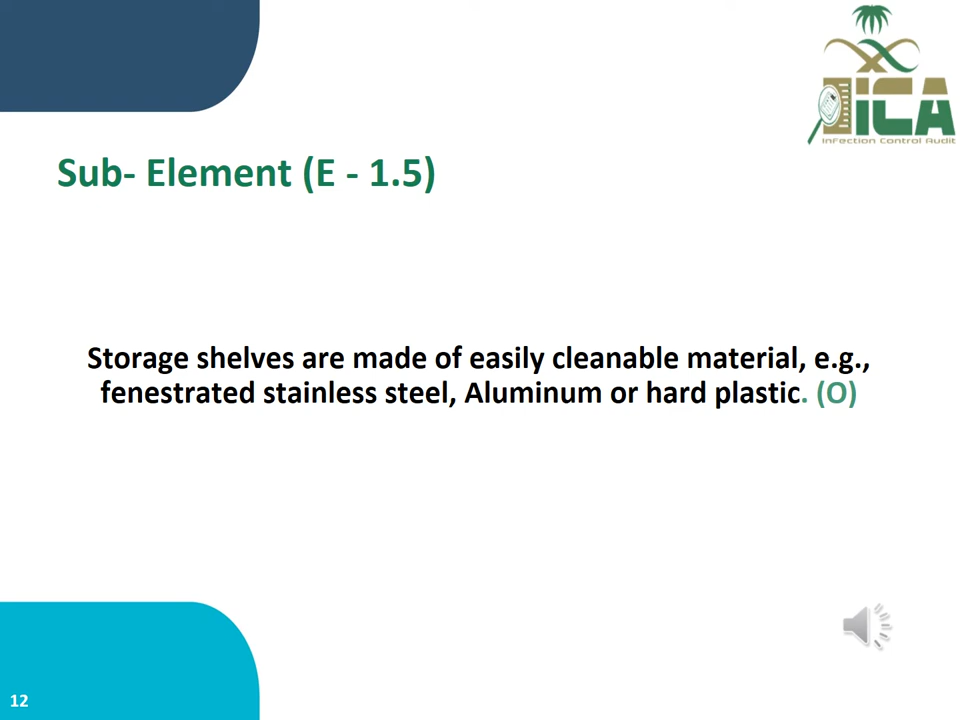 iCA
InFection Control Audit
Sub- Element (E - 1.5)
Storage shelves are made of easily cleanable material, e.g.,
fenestrated stainless steel, Aluminum or hard plastic. (O)
12